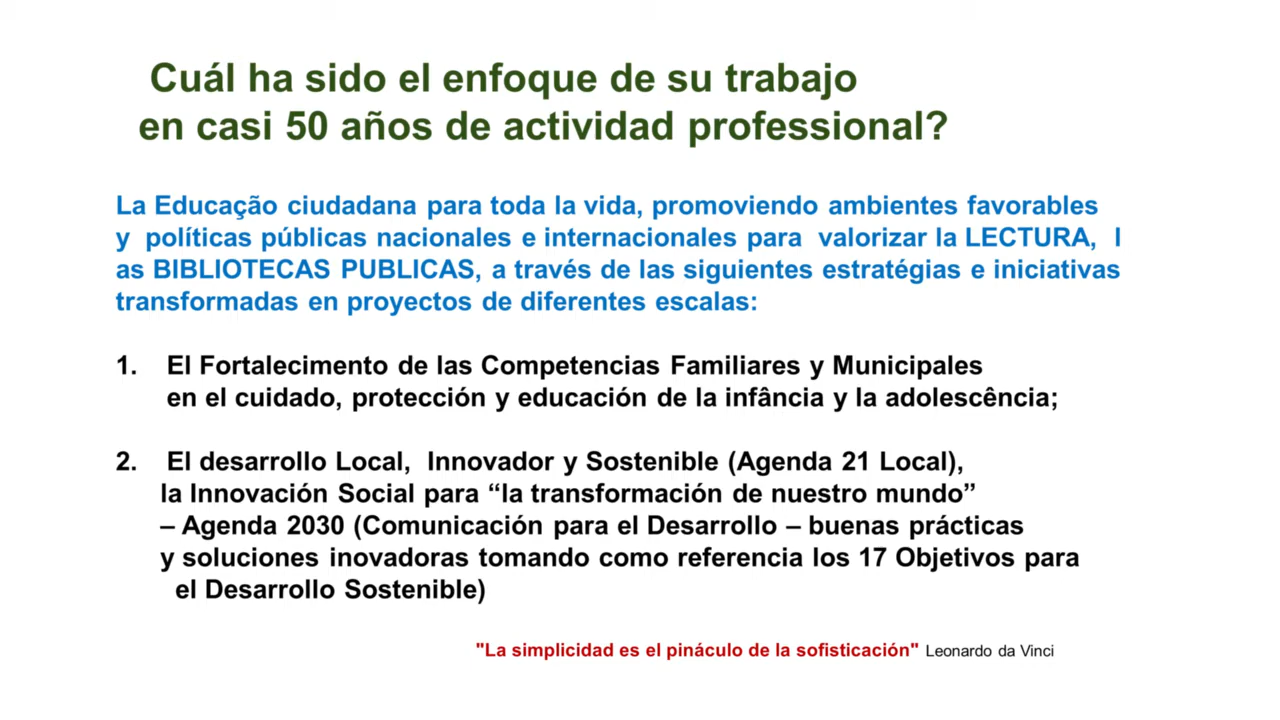 Cuál ha sido el enfoque de su trabajo
en casi 50 años de actividad professional?
La Educação ciudadana para toda la vida, promoviendo ambientes favorables
y políticas públicas nacionales e internacionales para valorizar la LECTURA, l
as BIBLIOTECAS PUBLICAS, a través de las siguientes estratégias e iniciativas
transformadas en proyectos de diferentes escalas:
1. El Fortalecimento de las Competencias Familiares y Municipales
en el cuidado, protección y educación de la infância y la adolescência;
2. El desarrollo Local, Innovador y Sostenible (Agenda 21 Local),
la Innovación Social para “la transformación de nuestro mundo”
– Agenda 2030 (Comunicación para el Desarrollo – buenas prácticas
y soluciones inovadoras tomando como referencia los 17 Objetivos para
el Desarrollo Sostenible)
"La simplicidad es el pináculo de la sofisticación" Leonardo da Vinci